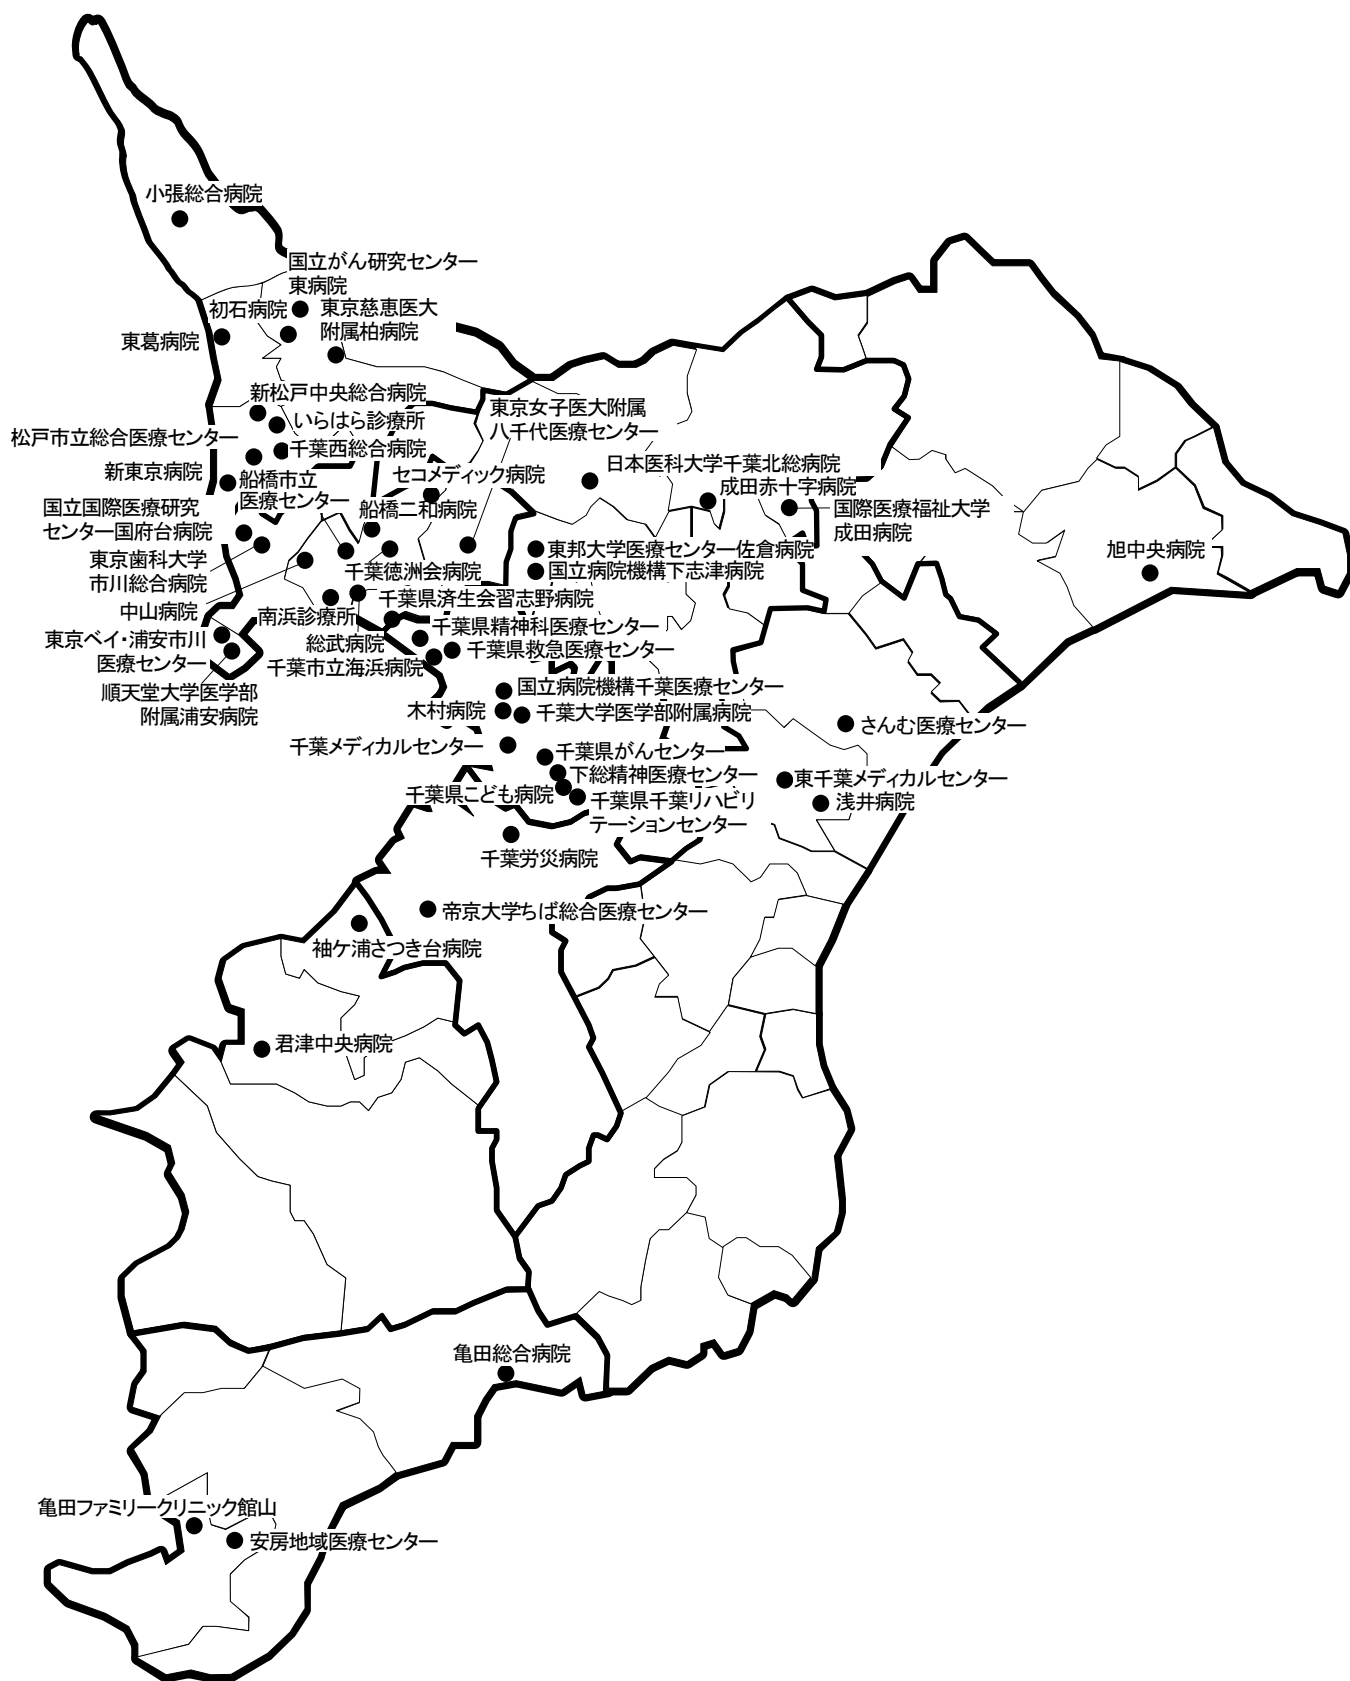 小張総合病院
国立がん研究センター
東病院
初石病院
東京慈恵医大
附属柏病院
東葛病院
新松戸中央総合病院
いらはら診療所
松戸市立総合医療センター
千葉西総合病院
新東京病院
船橋市立
医療センター
東京女子医大附属
八千代医療センター
セコメディック病院
日本医科大学千葉北総病院
成田赤十字病院
国際医療福祉大学
成田病院
国立国際医療研究
センター国府台病院
船橋二和病院
東京歯科大学
市川総合病院
東邦大学医療センター佐倉病院
国立病院機構下志津病院
旭中央病院
千葉徳洲会病院
中山病院
南浜診療所
千葉県済生会習志野病院
東京ベイ・浦安市川
医療センター
総武病院
千葉県精神科医療センター
千葉県救急医療センター
千葉市立海浜病院
順天堂大学医学部
附属浦安病院
国立病院機構千葉医療センター
木村病院
千葉大学医学部附属病院
さんむ医療センター
千葉メディカルセンター
千葉県がんセンター
下総精神医療センター
東千葉メディカルセンター
千葉県こども病院
千葉県千葉リハビリ
テーションセンター
浅井病院
千葉労災病院
帝京大学ちば総合医療センター
袖ケ浦さつき台病院
君津中央病院
亀田総合病院
亀田ファミリークリニック館山
安房地域医療センター